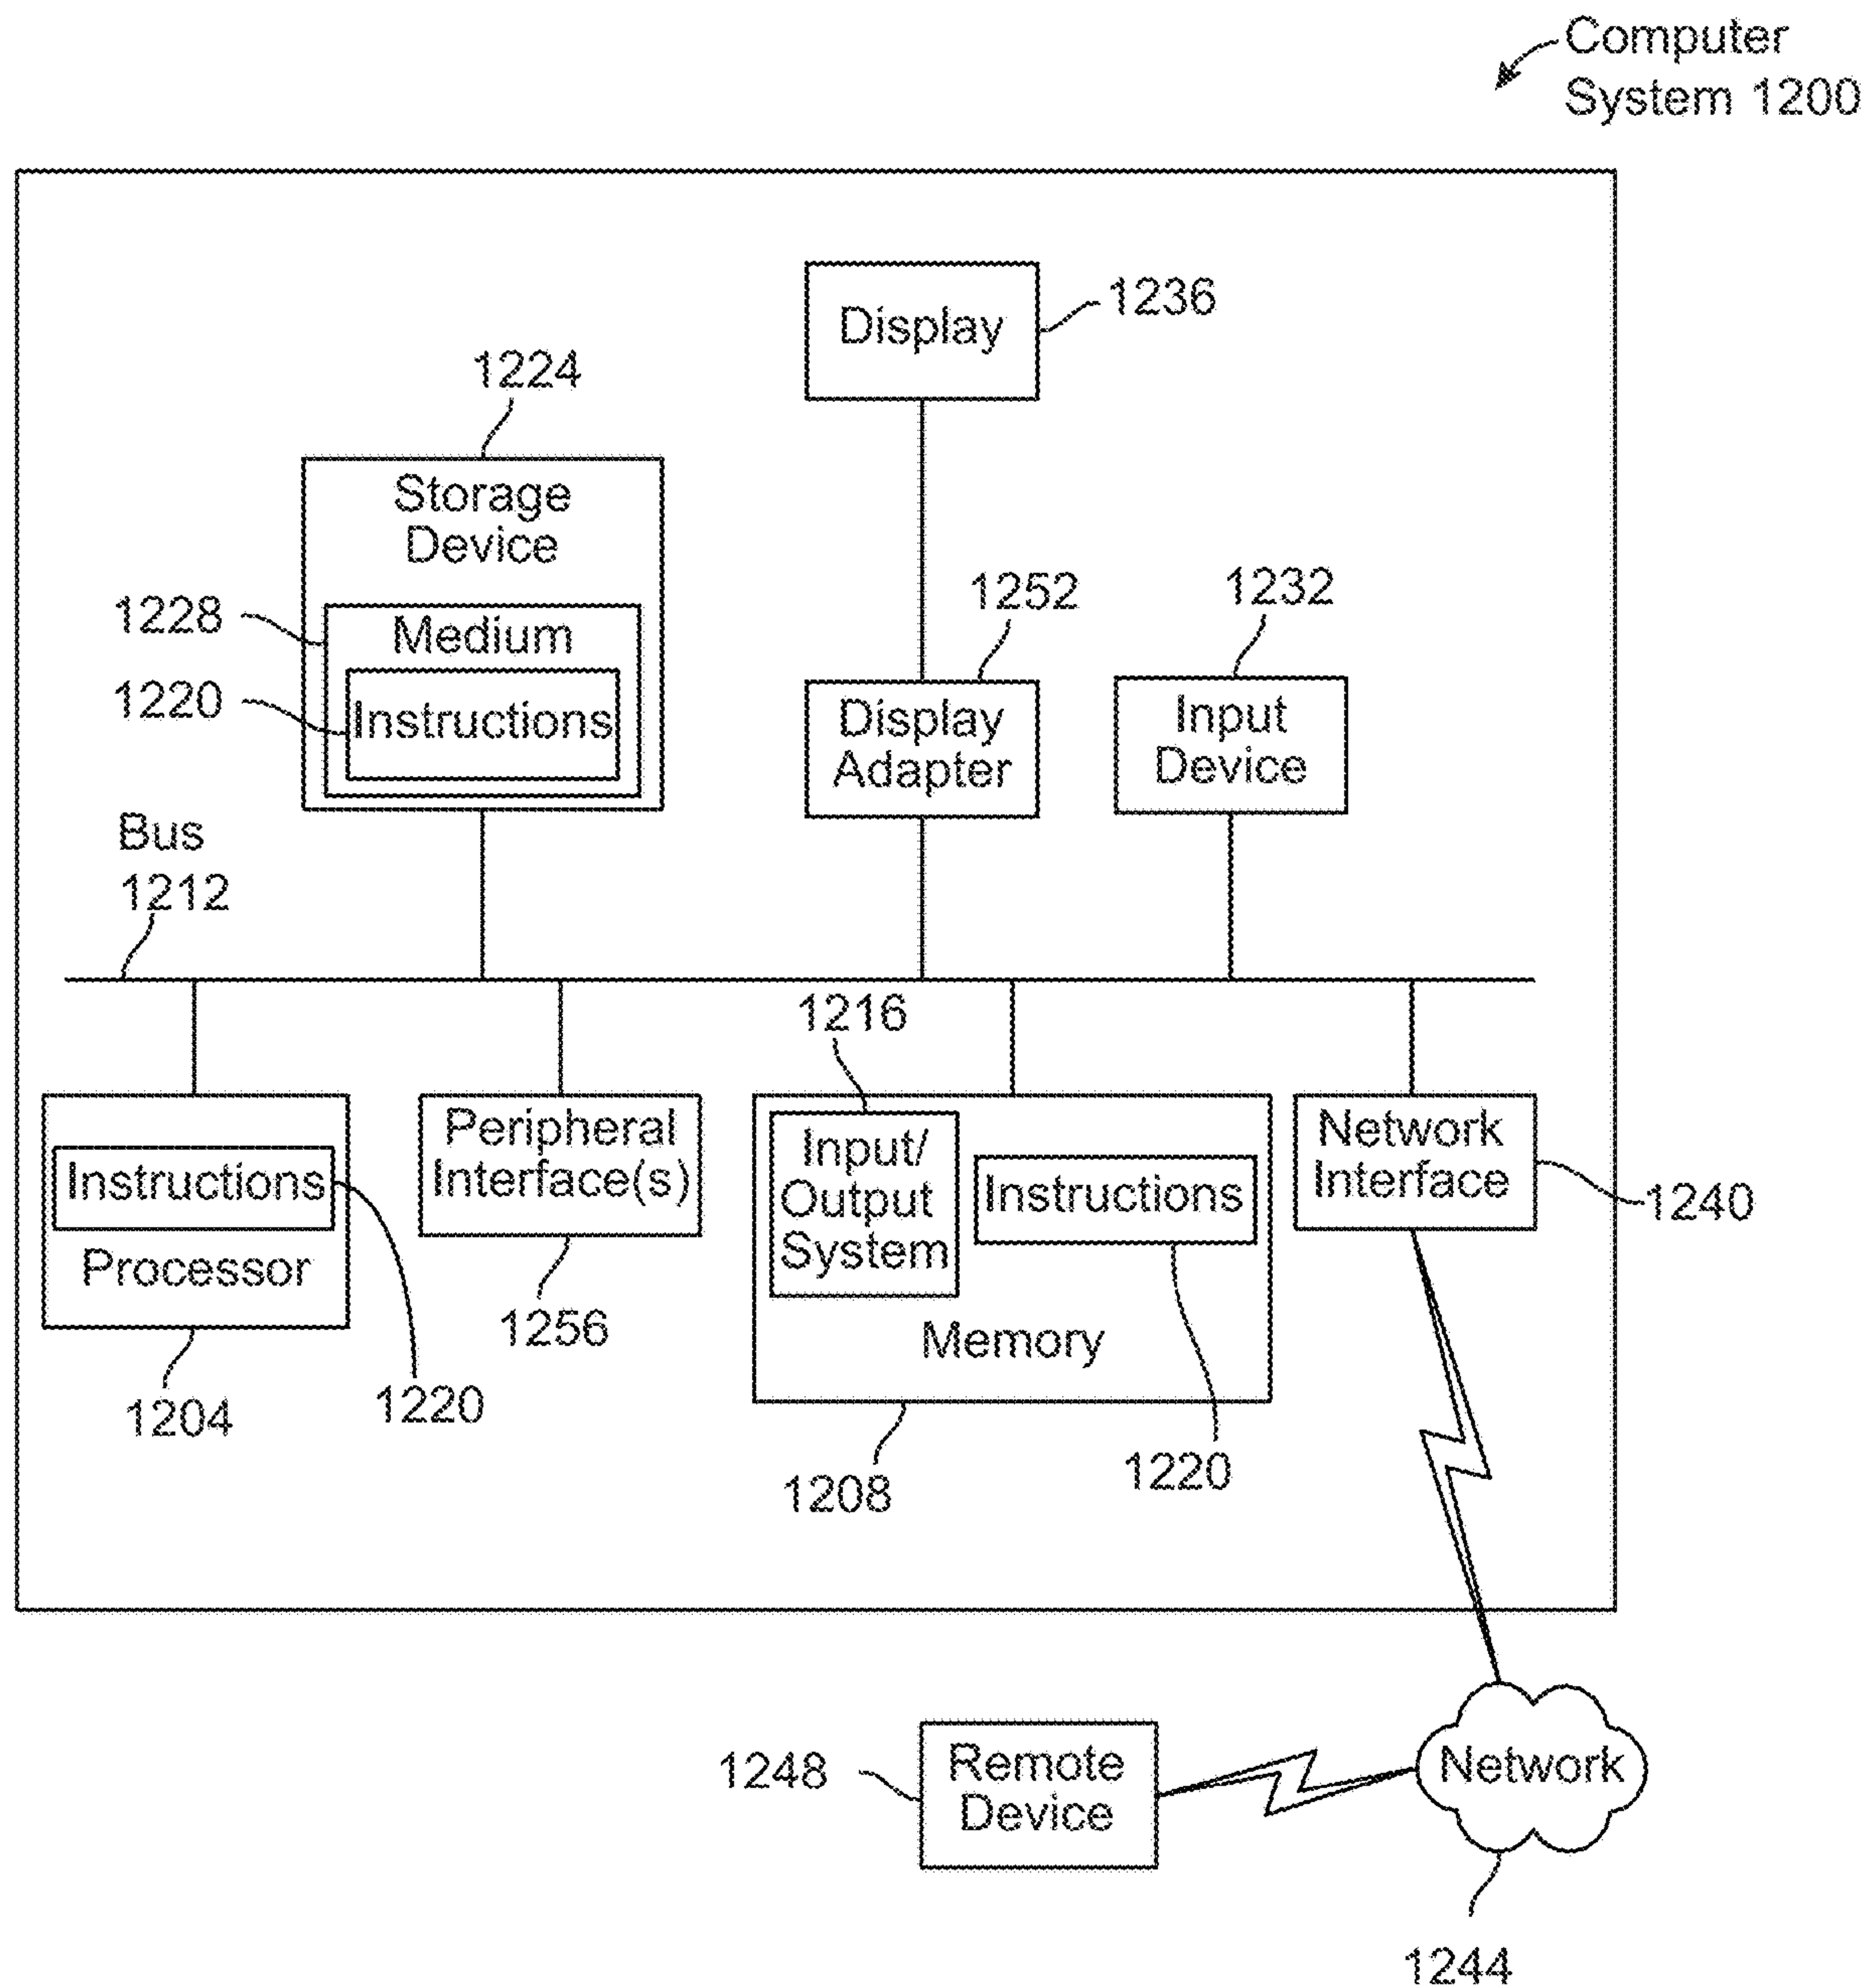 Computer
System 1200
Display
1236
1224
Storage
Device
1228
Medium
1220
Instructions
1252
Display
Adapter
1232
Input
Device
Bus
1212
1216
Instructions
Processor
1204
1220
Peripheral
Interface(s)
1256
Input/
Output
System
Instructions
Memory
1208
1220
Network
Interface
1240
1248
Remote
Device
Network
1244